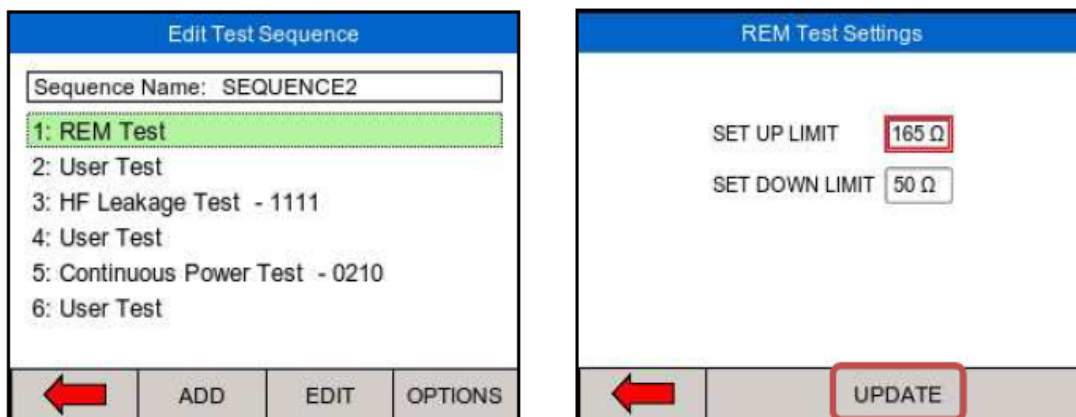 Edit Test Sequence
Sequence Name: SEQUENCE2
1: REM Test
2: User Test
3: HF Leakage Test - 1111
4: User Test
5: Continuous Power Test - 0210
6: User Test
ADD EDIT OPTIONS
REM Test Settings
SET UP LIMIT 165 Ω
SET DOWN LIMIT 50 Ω
UPDATE